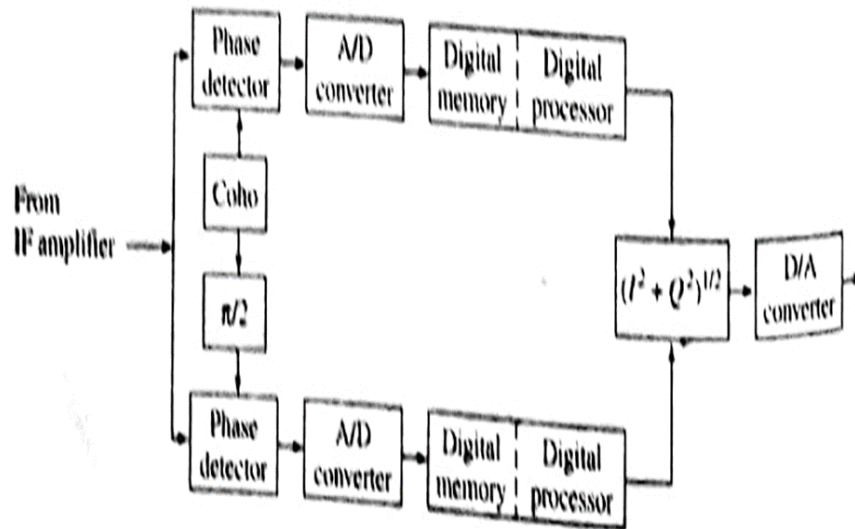 Phase
detector
A/D
converter
Digital
memory
Digital
processor
Coho
From
IF amplifier
π/2
(I² + Q²)¹/²
D/A
converter
Phase
detector
A/D
converter
Digital
memory
Digital
processor